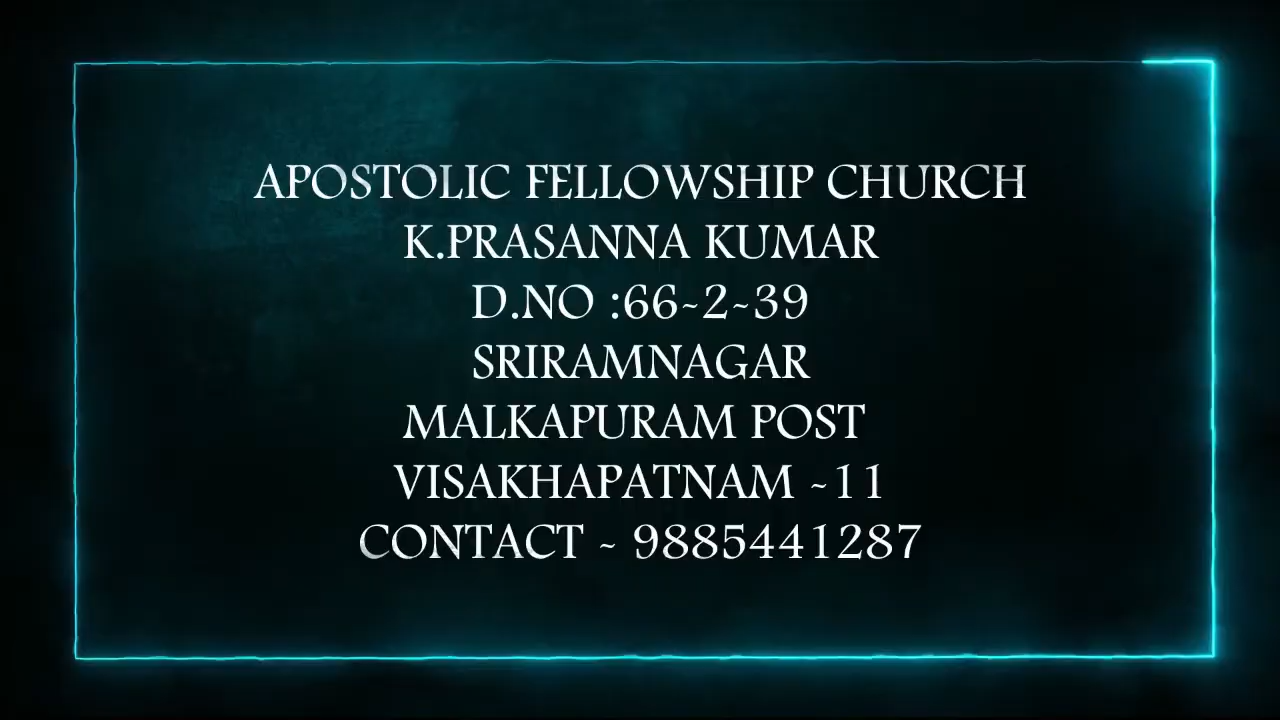 APOSTOLIC FELLOWSHIP CHURCH
K.PRASANNA KUMAR
D.NO :66-2-39
SRIRAMNAGAR
MALKAPURAM POST
VISAKHAPATNAM -11
CONTACT - 9885441287